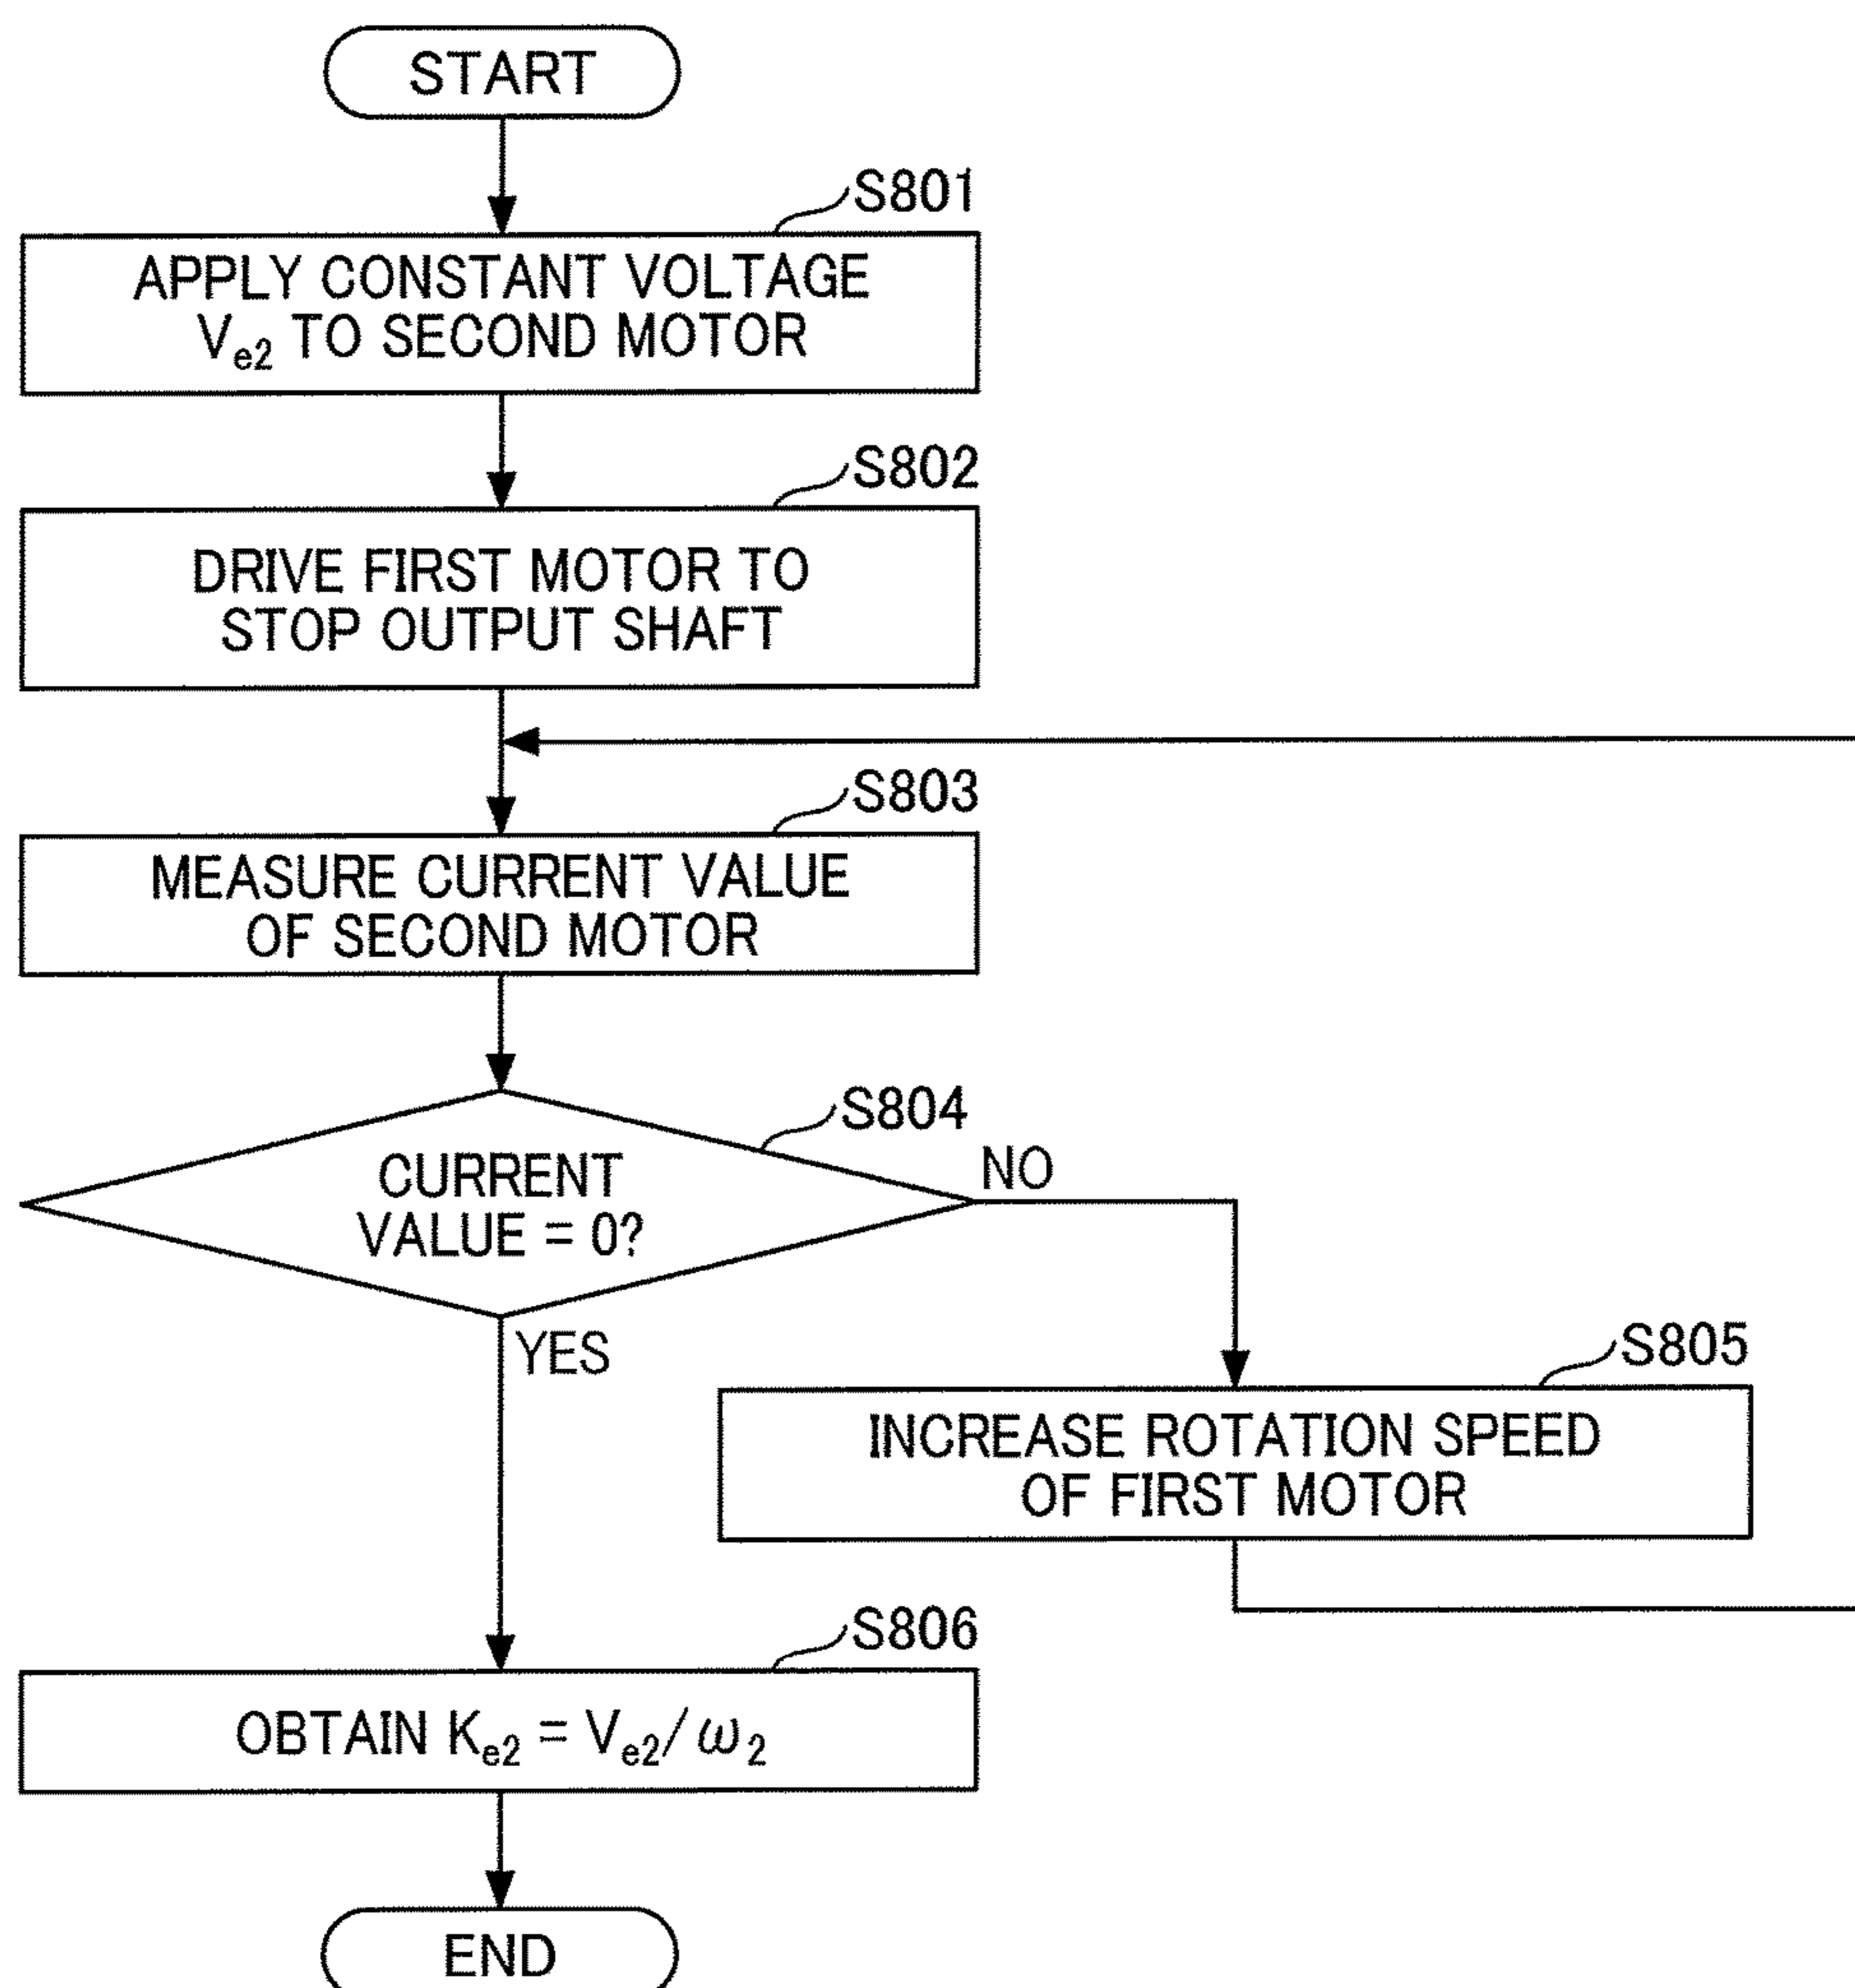 START
S801
APPLY CONSTANT VOLTAGE
Ve2 TO SECOND MOTOR
S802
DRIVE FIRST MOTOR TO
STOP OUTPUT SHAFT
S803
MEASURE CURRENT VALUE
OF SECOND MOTOR
S804
CURRENT
VALUE = 0?
NO
YES
S805
INCREASE ROTATION SPEED
OF FIRST MOTOR
S806
OBTAIN Ke2 = Ve2/ω2
END